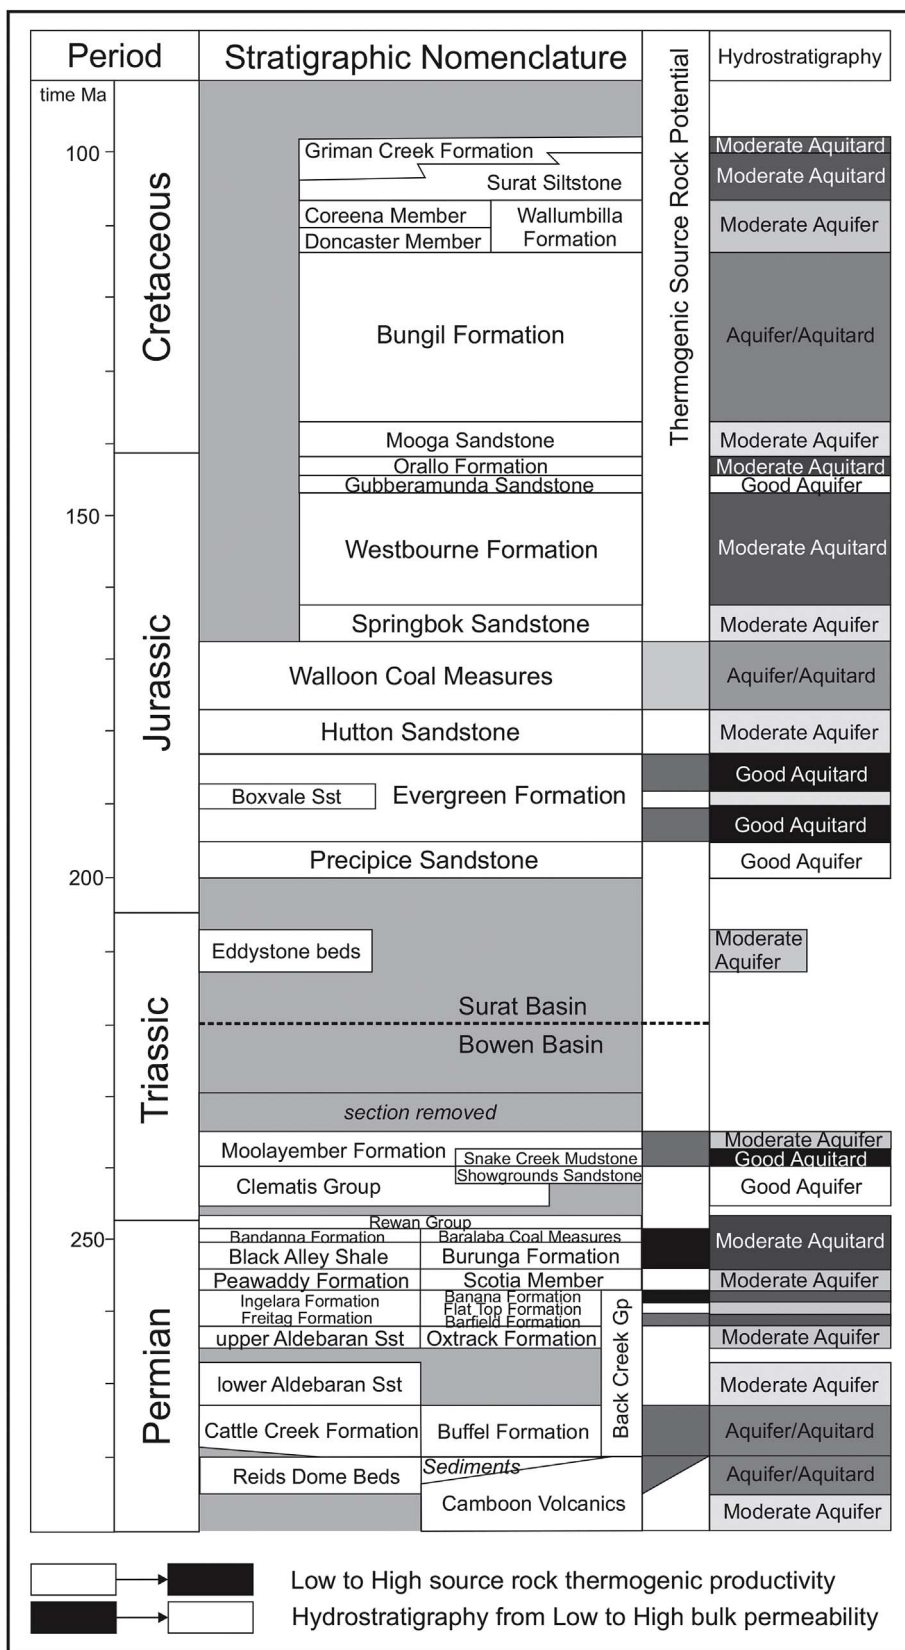 Period
Stratigraphic Nomenclature
Thermogenic Source Rock Potential
Hydrostratigraphy
time Ma
100
150
200
250
Cretaceous
Jurassic
Triassic
Permian
Griman Creek Formation
Surat Siltstone
Coreena Member
Doncaster Member
Wallumbilla
Formation
Bungil Formation
Mooga Sandstone
Orallo Formation
Gubberamunda Sandstone
Westbourne Formation
Springbok Sandstone
Walloon Coal Measures
Hutton Sandstone
Boxvale Sst
Evergreen Formation
Precipice Sandstone
Eddystone beds
Surat Basin
Bowen Basin
section removed
Moolayember Formation
Snake Creek Mudstone
Showgrounds Sandstone
Clematis Group
Rewan Group
Bandanna Formation
Baralaba Coal Measures
Black Alley Shale
Burunga Formation
Peawaddy Formation
Scotia Member
Ingelara Formation
Freitag Formation
Banana Formation
Flat Top Formation
Barfield Formation
upper Aldebaran Sst
Oxtrack Formation
Back Creek Gp
lower Aldebaran Sst
Cattle Creek Formation
Buffel Formation
Reids Dome Beds
Sediments
Camboon Volcanics
Moderate Aquitard
Moderate Aquitard
Moderate Aquifer
Aquifer/Aquitard
Moderate Aquifer
Moderate Aquitard
Good Aquifer
Moderate Aquitard
Moderate Aquifer
Aquifer/Aquitard
Moderate Aquifer
Good Aquitard
Good Aquitard
Good Aquifer
Moderate
Aquifer
Moderate Aquifer
Good Aquitard
Good Aquifer
Moderate Aquitard
Moderate Aquifer
Moderate Aquifer
Moderate Aquifer
Aquifer/Aquitard
Aquifer/Aquitard
Moderate Aquifer
Low to High source rock thermogenic productivity
Hydrostratigraphy from Low to High bulk permeability